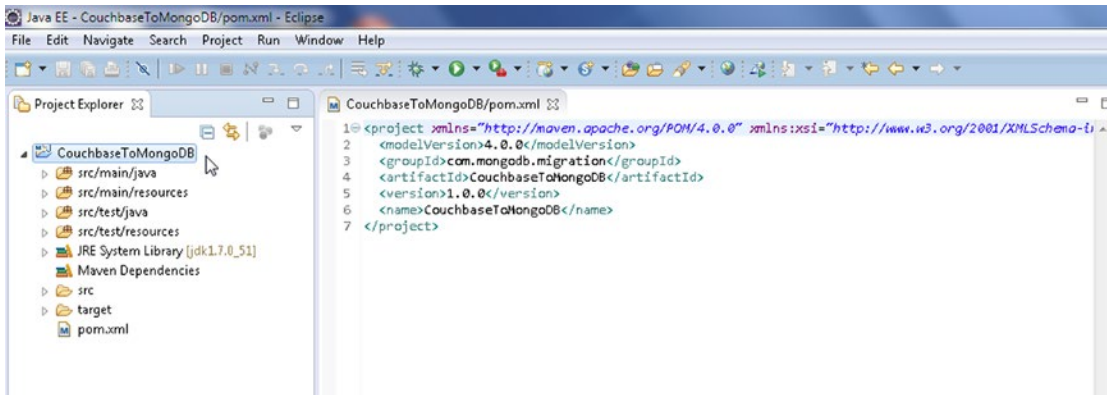 Java EE - CouchbaseToMongoDB/pom.xml - Eclipse
File Edit Navigate Search Project Run Window Help
Project Explorer
CouchbaseToMongoDB
src/main/java
src/main/resources
src/test/java
src/test/resources
JRE System Library [jdk1.7.0_51]
Maven Dependencies
src
target
pom.xml
CouchbaseToMongoDB/pom.xml
1 <project xmlns="http://maven.apache.org/POM/4.0.0" xmlns:xsi="http://www.w3.org/2001/XMLSchema-i
2 <modelVersion>4.0.0</modelVersion>
3 <groupId>com.mongodb.migration</groupId>
4 <artifactId>CouchbaseToMongoDB</artifactId>
5 <version>1.0.0</version>
6 <name>CouchbaseToMongoDB</name>
7 </project>